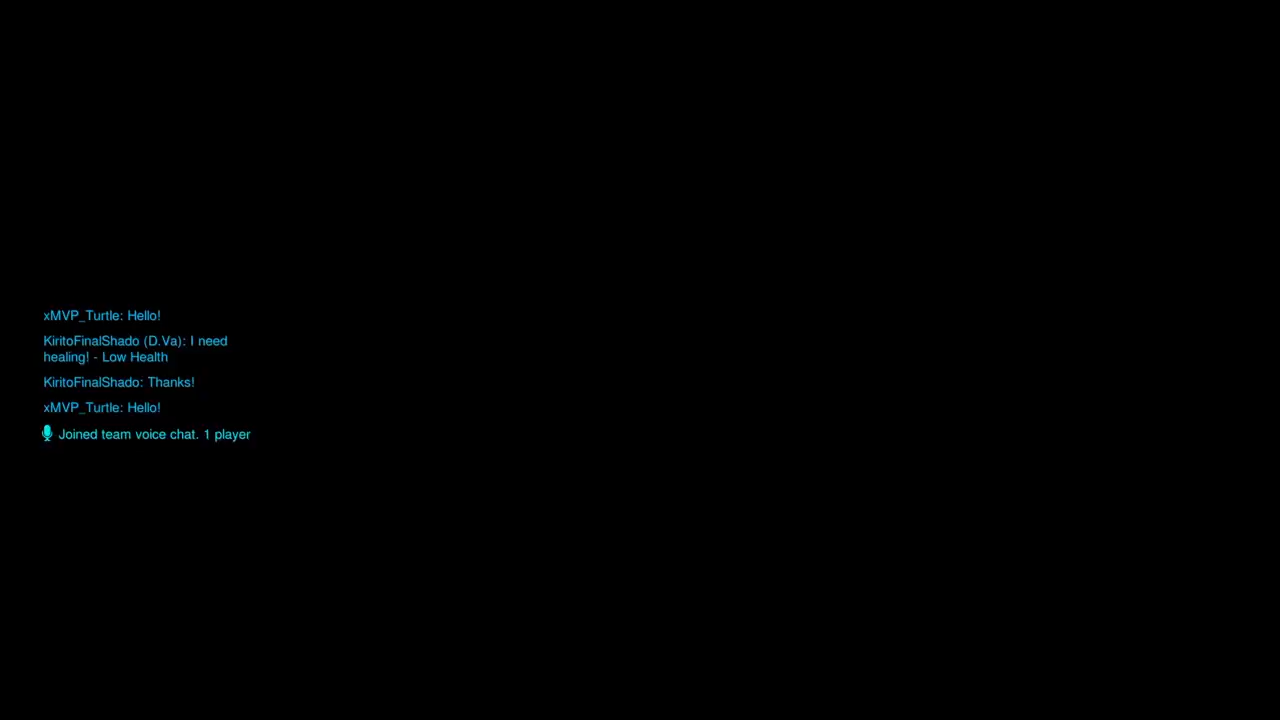 xMVP_Turtle: Hello!
KiritoFinalShado (D.Va): I need
healing! - Low Health
KiritoFinalShado: Thanks!
xMVP_Turtle: Hello!
Joined team voice chat. 1 player